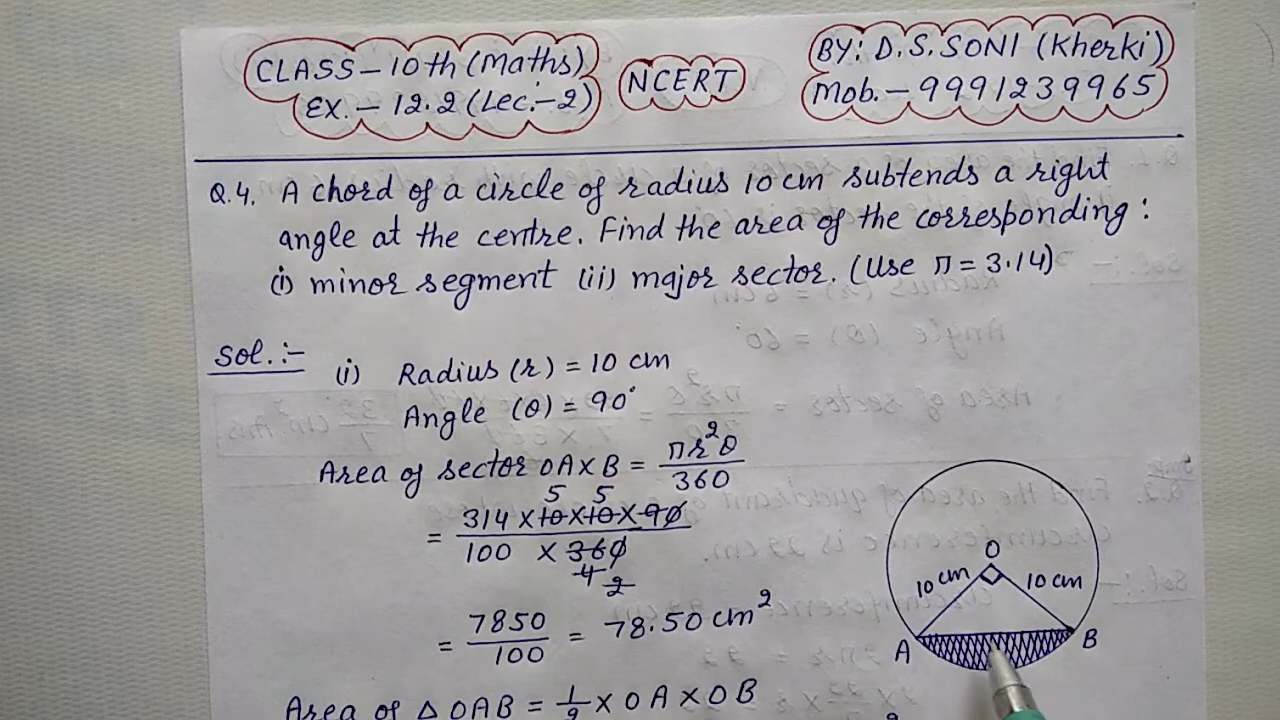 CLASS-10th (Maths)
EX.-12.2 (Lec.-2)
NCERT
BY: D.S.SONI (Kherki)
Mob.-9991239965
Q.4. A chord of a circle of radius 10 cm subtends a right
angle at the centre. Find the area of the corresponding:
(i) minor segment (ii) major sector. (Use π = 3.14)
Sol.:-
(i) Radius (r) = 10 cm
Angle (θ) = 90°
Area of sector OAXB = πr²θ/360
5 5
= 314 × 10 × 10 × 90 / 100 × 360
4 2
= 7850/100 = 78.50 cm²
Area of Δ OAB = 1/2 × OA × OB
O
10 cm 10 cm
A B